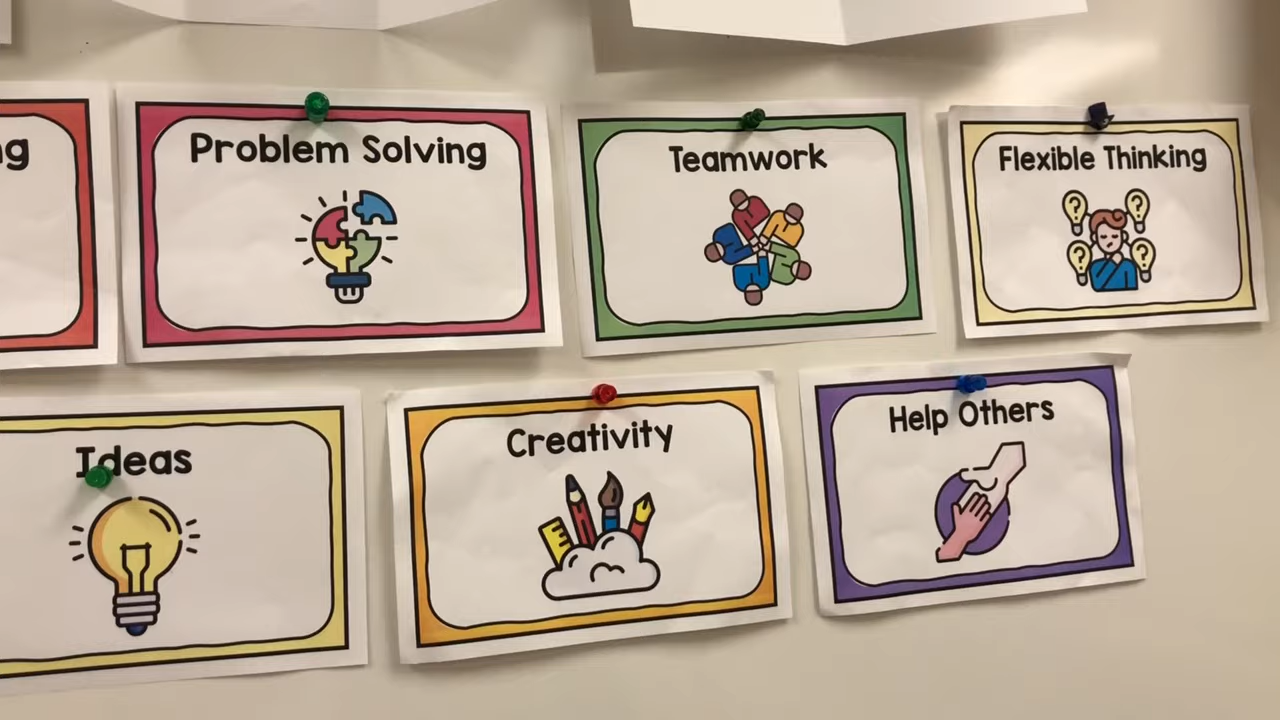 Problem Solving
Teamwork
Flexible Thinking
Ideas
Creativity
Help Others